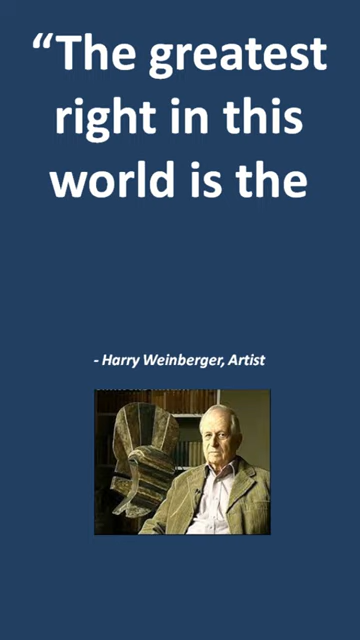 “The greatest
right in this
world is the
- Harry Weinberger, Artist